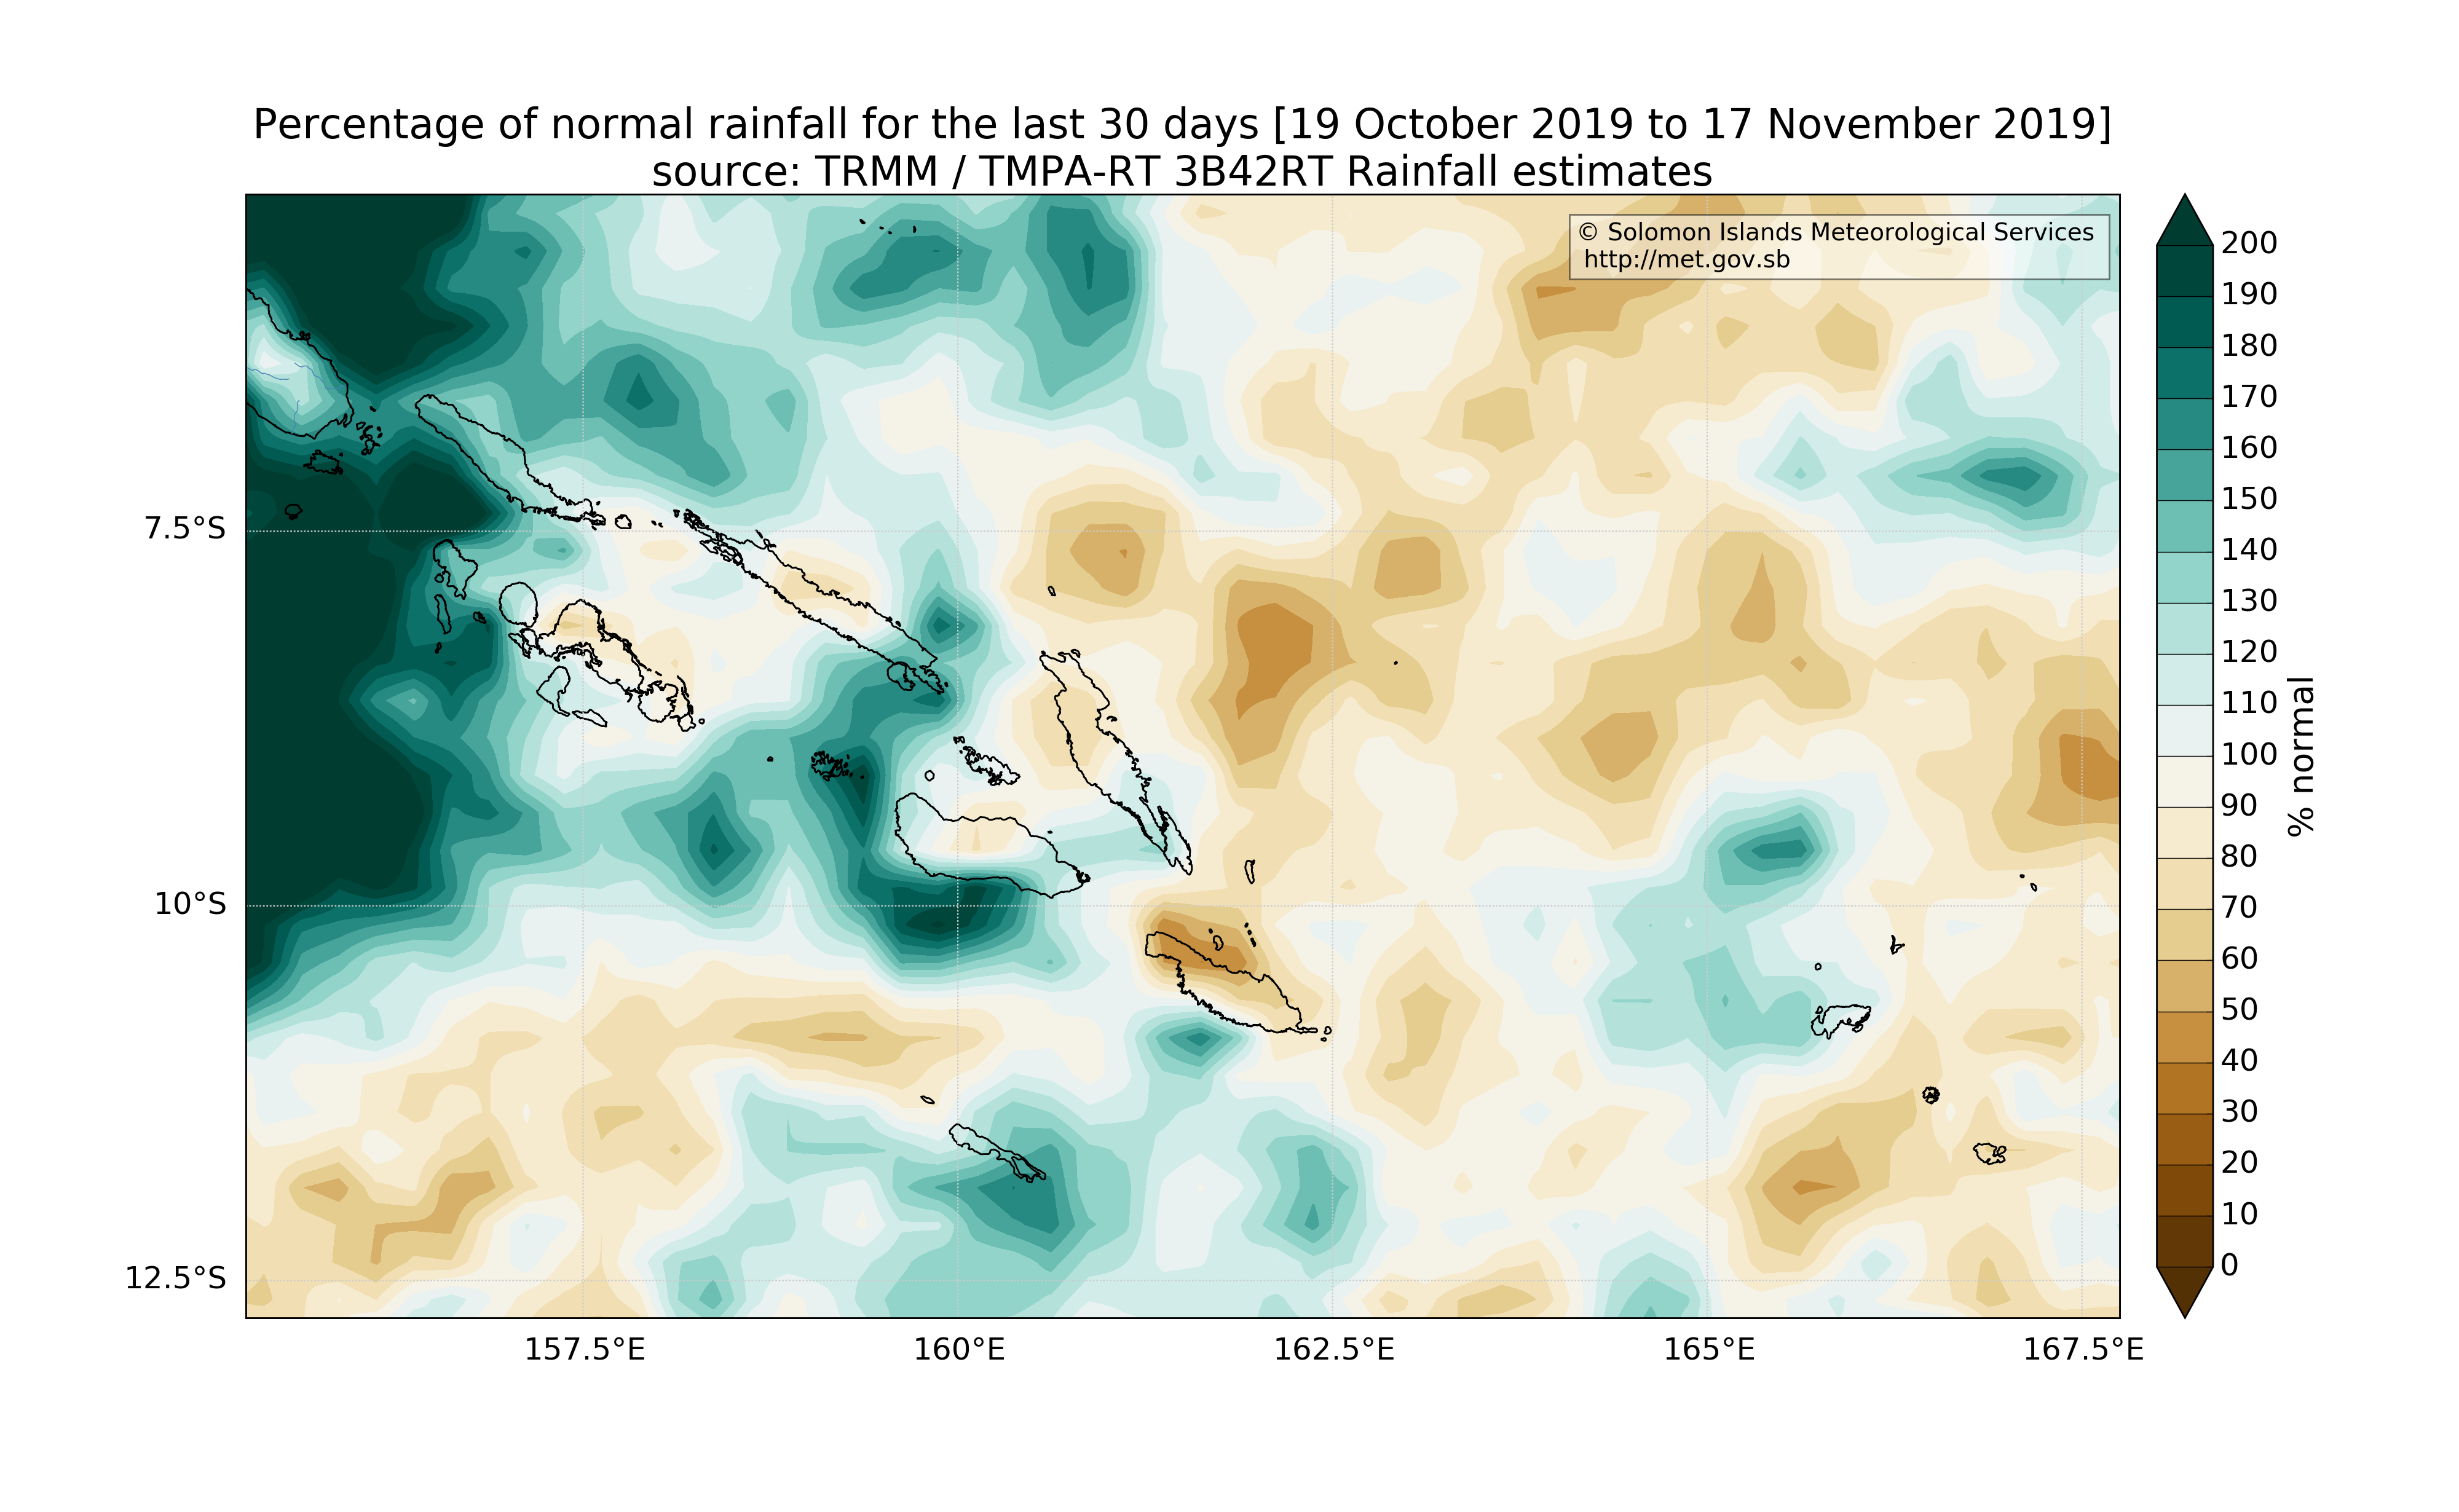 Percentage of normal rainfall for the last 30 days [19 October 2019 to 17 November 2019]
source: TRMM / TMPA-RT 3B42RT Rainfall estimates
© Solomon Islands Meteorological Services
http://met.gov.sb
7.5°S
10°S
12.5°S
157.5°E
160°E
162.5°E
165°E
167.5°E
200
190
180
170
160
150
140
130
120
110
100
90
80
70
60
50
40
30
20
10
0
% normal